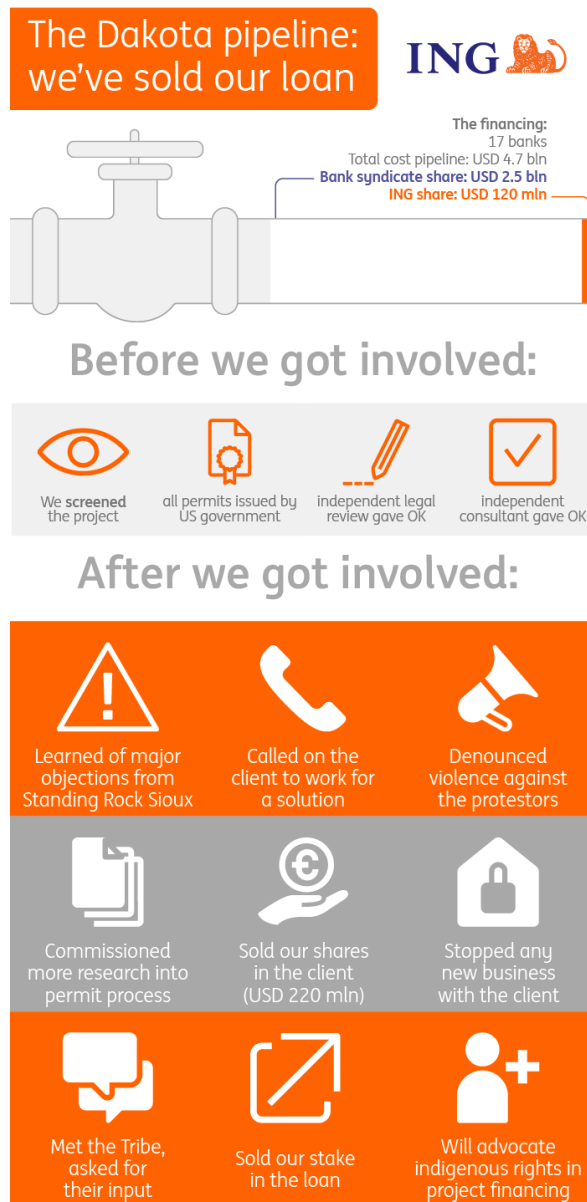 The Dakota pipeline:
we've sold our loan
ING
The financing:
17 banks
Total cost pipeline: USD 4.7 bln
Bank syndicate share: USD 2.5 bln
ING share: USD 120 mln
Before we got involved:
We screened
the project
all permits issued by
US government
independent legal
review gave OK
independent
consultant gave OK
After we got involved:
Learned of major
objections from
Standing Rock Sioux
Called on the
client to work for
a solution
Denounced
violence against
the protestors
Commissioned
more research into
permit process
€
Sold our shares
in the client
(USD 220 mln)
Stopped any
new business
with the client
Met the Tribe,
asked for
their input
Sold our stake
in the loan
Will advocate
indigenous rights in
project financing